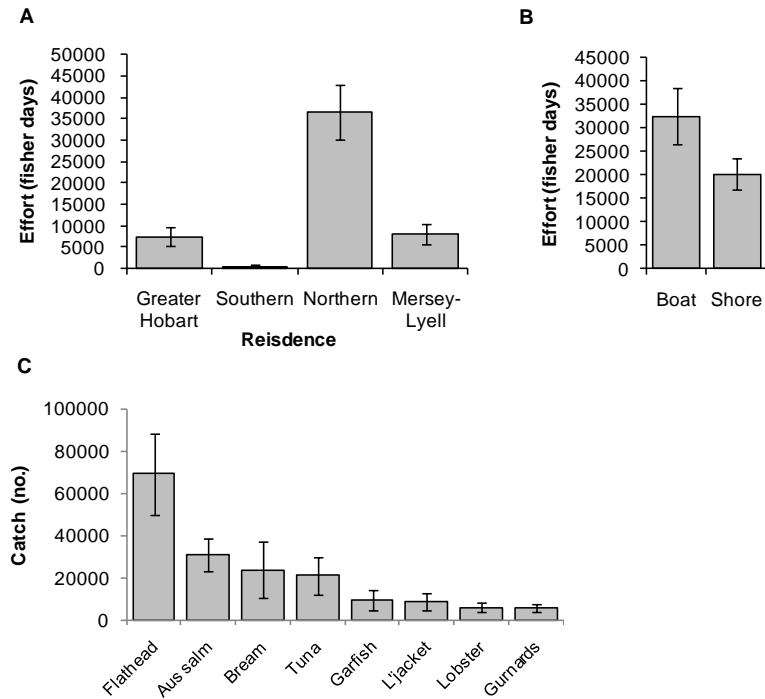 A
Effort (fisher days)
50000
45000
40000
35000
30000
25000
20000
15000
10000
5000
0
Greater Hobart
Southern
Northern
Mersey-Lyell
Reisdence
B
Effort (fisher days)
45000
40000
35000
30000
25000
20000
15000
10000
5000
0
Boat
Shore
C
Catch (no.)
100000
80000
60000
40000
20000
0
Flathead
Aus salm
Bream
Tuna
Garfish
L'jacket
Lobster
Gurnards